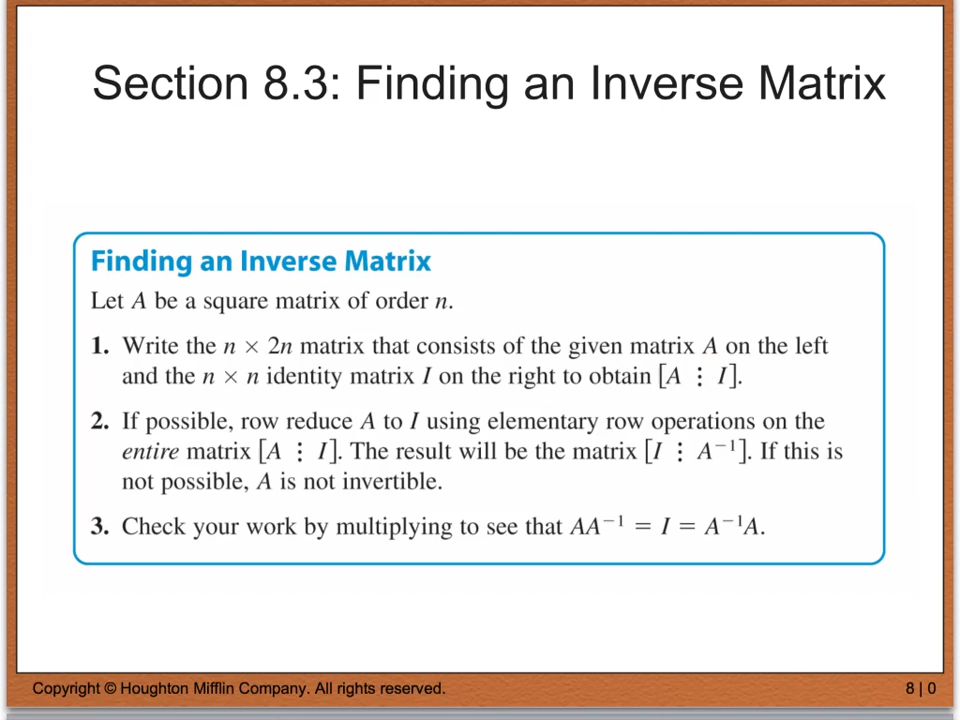 Section 8.3: Finding an Inverse Matrix
Finding an Inverse Matrix
Let A be a square matrix of order n.
1. Write the n × 2n matrix that consists of the given matrix A on the left
and the n × n identity matrix I on the right to obtain [A ⋮ I].
2. If possible, row reduce A to I using elementary row operations on the
entire matrix [A ⋮ I]. The result will be the matrix [I ⋮ A⁻¹]. If this is
not possible, A is not invertible.
3. Check your work by multiplying to see that AA⁻¹ = I = A⁻¹A.
Copyright © Houghton Mifflin Company. All rights reserved.
8 | 0